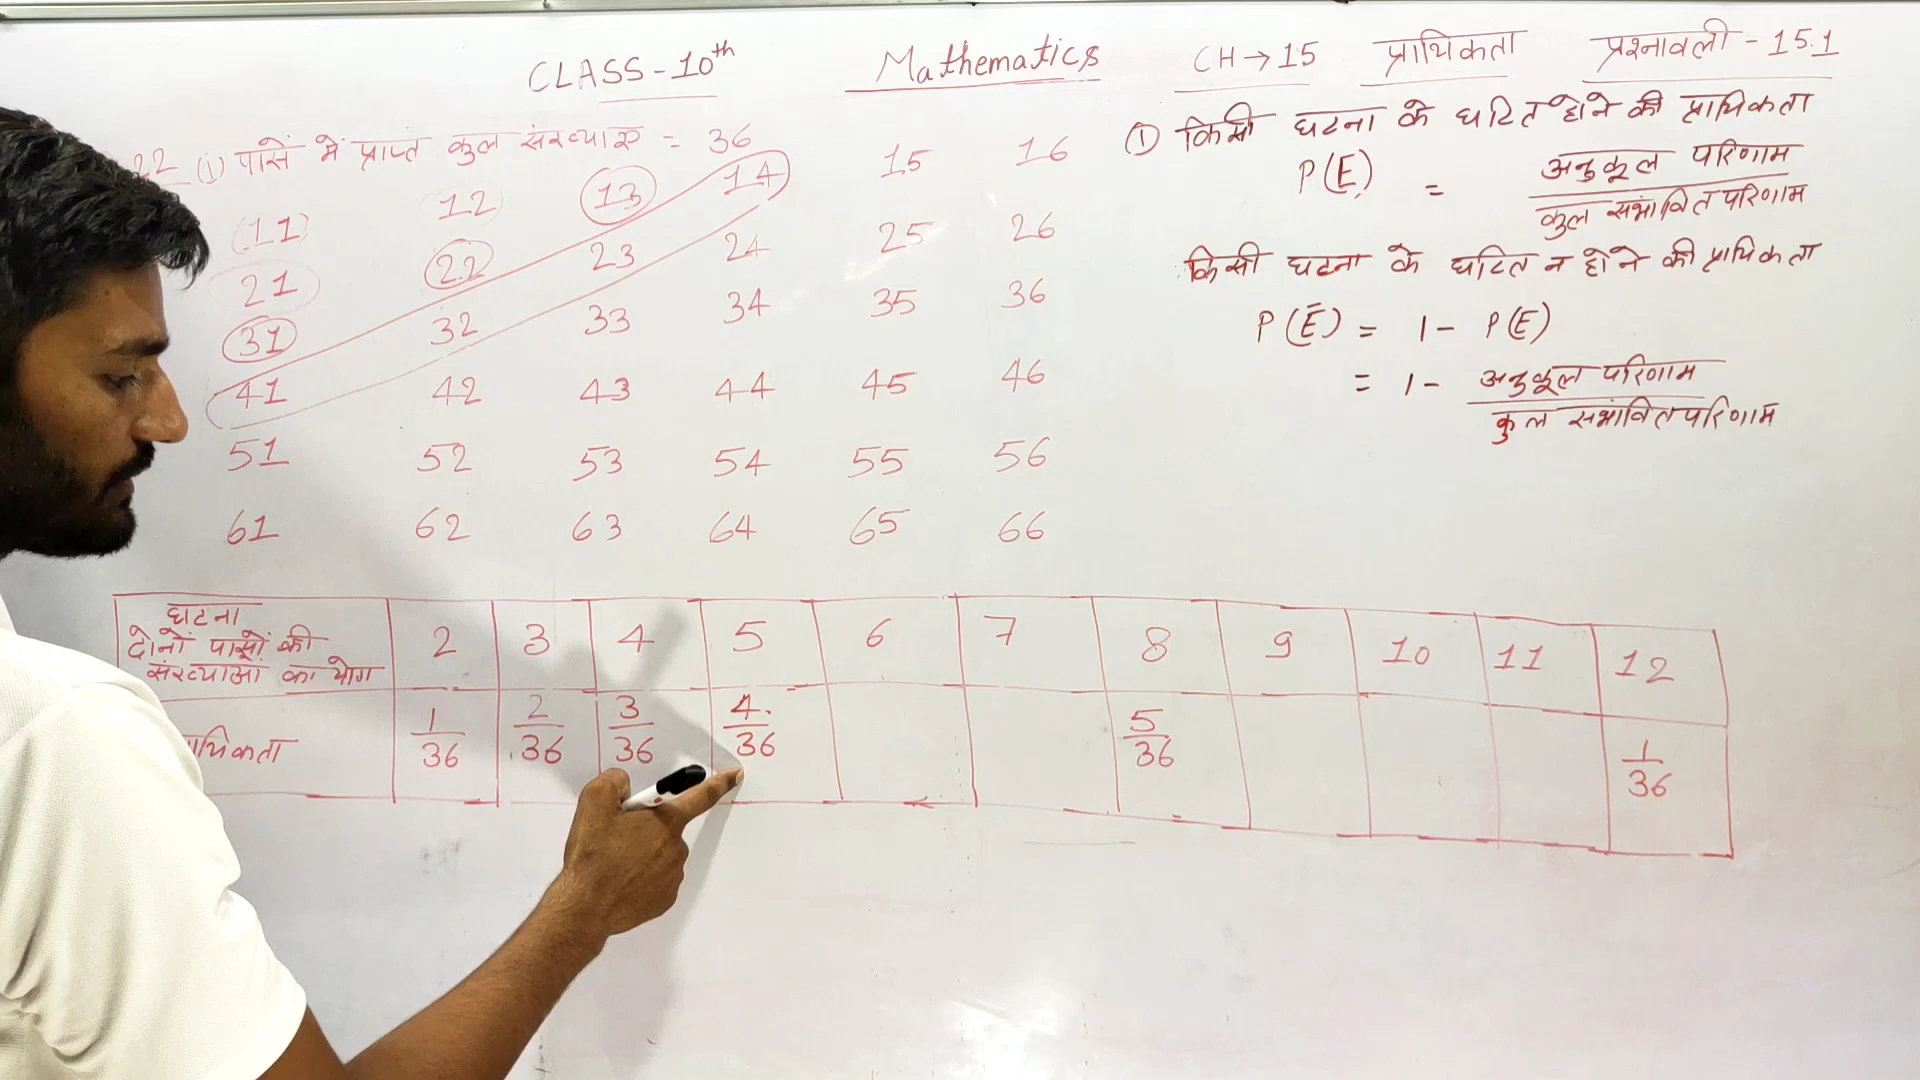 CLASS - 10th Mathematics CH → 15 प्रायिकता प्रश्नावली - 15.1
22 (i) पासें में प्राप्त कुल संख्याए = 36
11 12 13 14 15 16
21 22 23 24 25 26
31 32 33 34 35 36
41 42 43 44 45 46
51 52 53 54 55 56
61 62 63 64 65 66
① किसी घटना के घटित होने की प्रायिकता
P(E) = अनुकूल परिणाम
कुल सभांवित परिणाम
किसी घटना के घटित न होने की प्रायिकता
P(Ē) = 1 - P(E)
= 1 - अनुकूल परिणाम
कुल सभांवित परिणाम
घटना
दोनों पासों की
संख्याओं का योग
2 3 4 5 6 7 8 9 10 11 12
ायिकता
1/36 2/36 3/36 4/36 5/36 1/36